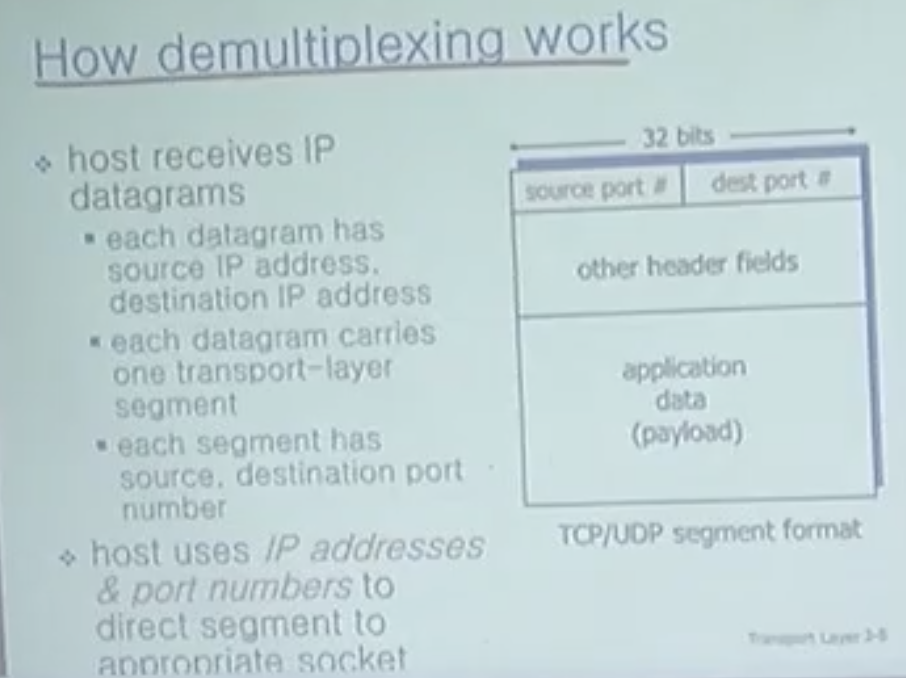 How demultiplexing works
❖ host receives IP
datagrams
▪ each datagram has
source IP address,
destination IP address
▪ each datagram carries
one transport-layer
segment
▪ each segment has
source, destination port
number
❖ host uses IP addresses
& port numbers to
direct segment to
appropriate socket
32 bits
source port # dest port #
other header fields
application
data
(payload)
TCP/UDP segment format
Transport Layer 3-8